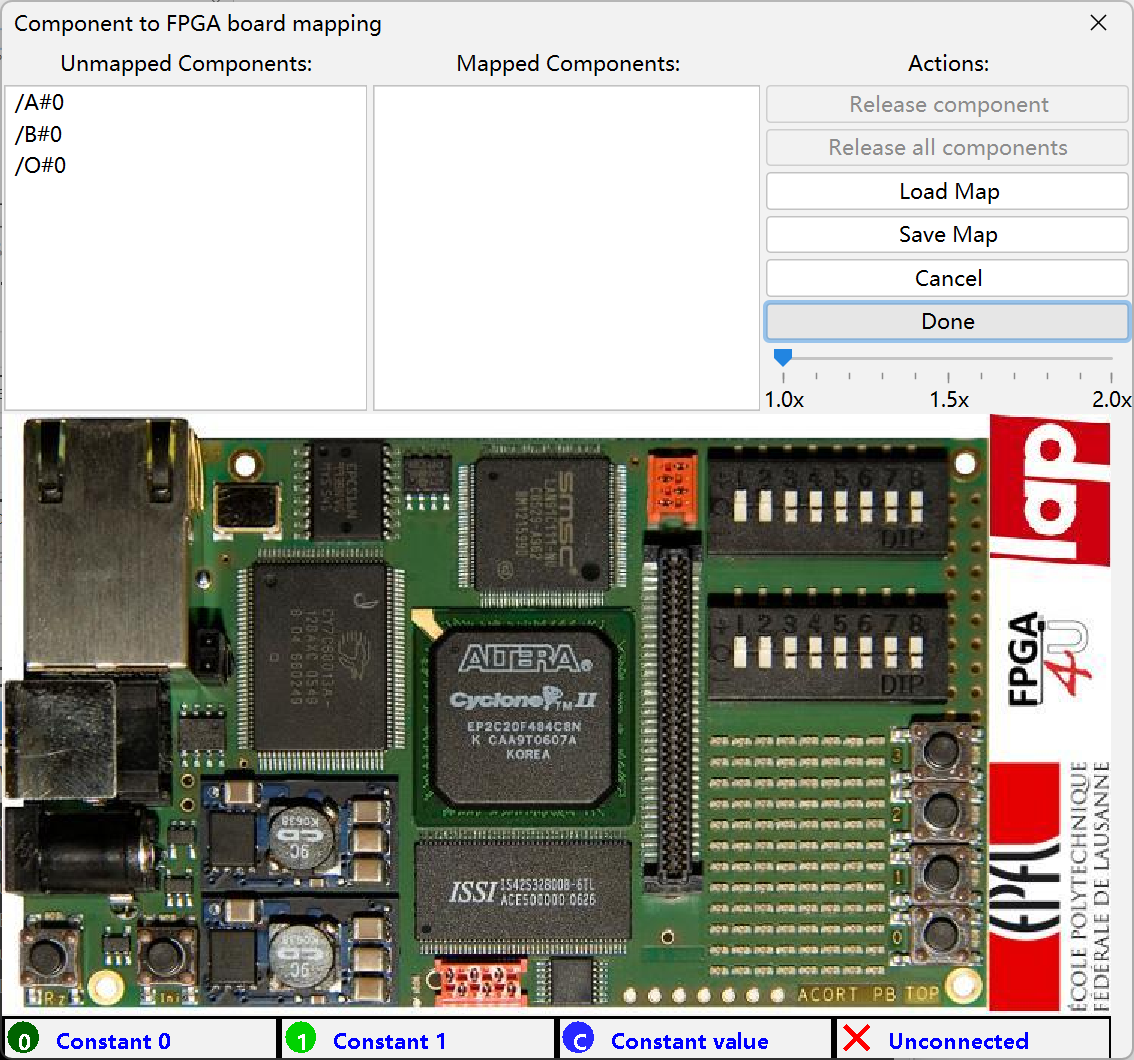 Component to FPGA board mapping
Unmapped Components:
Mapped Components:
Actions:
/A#0
/B#0
/O#0
Release component
Release all components
Load Map
Save Map
Cancel
Done
1.0x
1.5x
2.0x
lap
smsc
1 2 3 4 5 6 7 8
DIP
1 2 3 4 5 6 7 8
DIP
FPGA
4U
ALTERA®
Cyclone TM II
EP2C20F484C8N
K CAA9T0607A
KOREA
ISSI
3
2
1
0
EPFL
ÉCOLE POLYTECHNIQUE
FEDERALE DE LAUSANNE
Rz
Ini
ACORT PB TOP
0 Constant 0
1 Constant 1
C Constant value
Unconnected